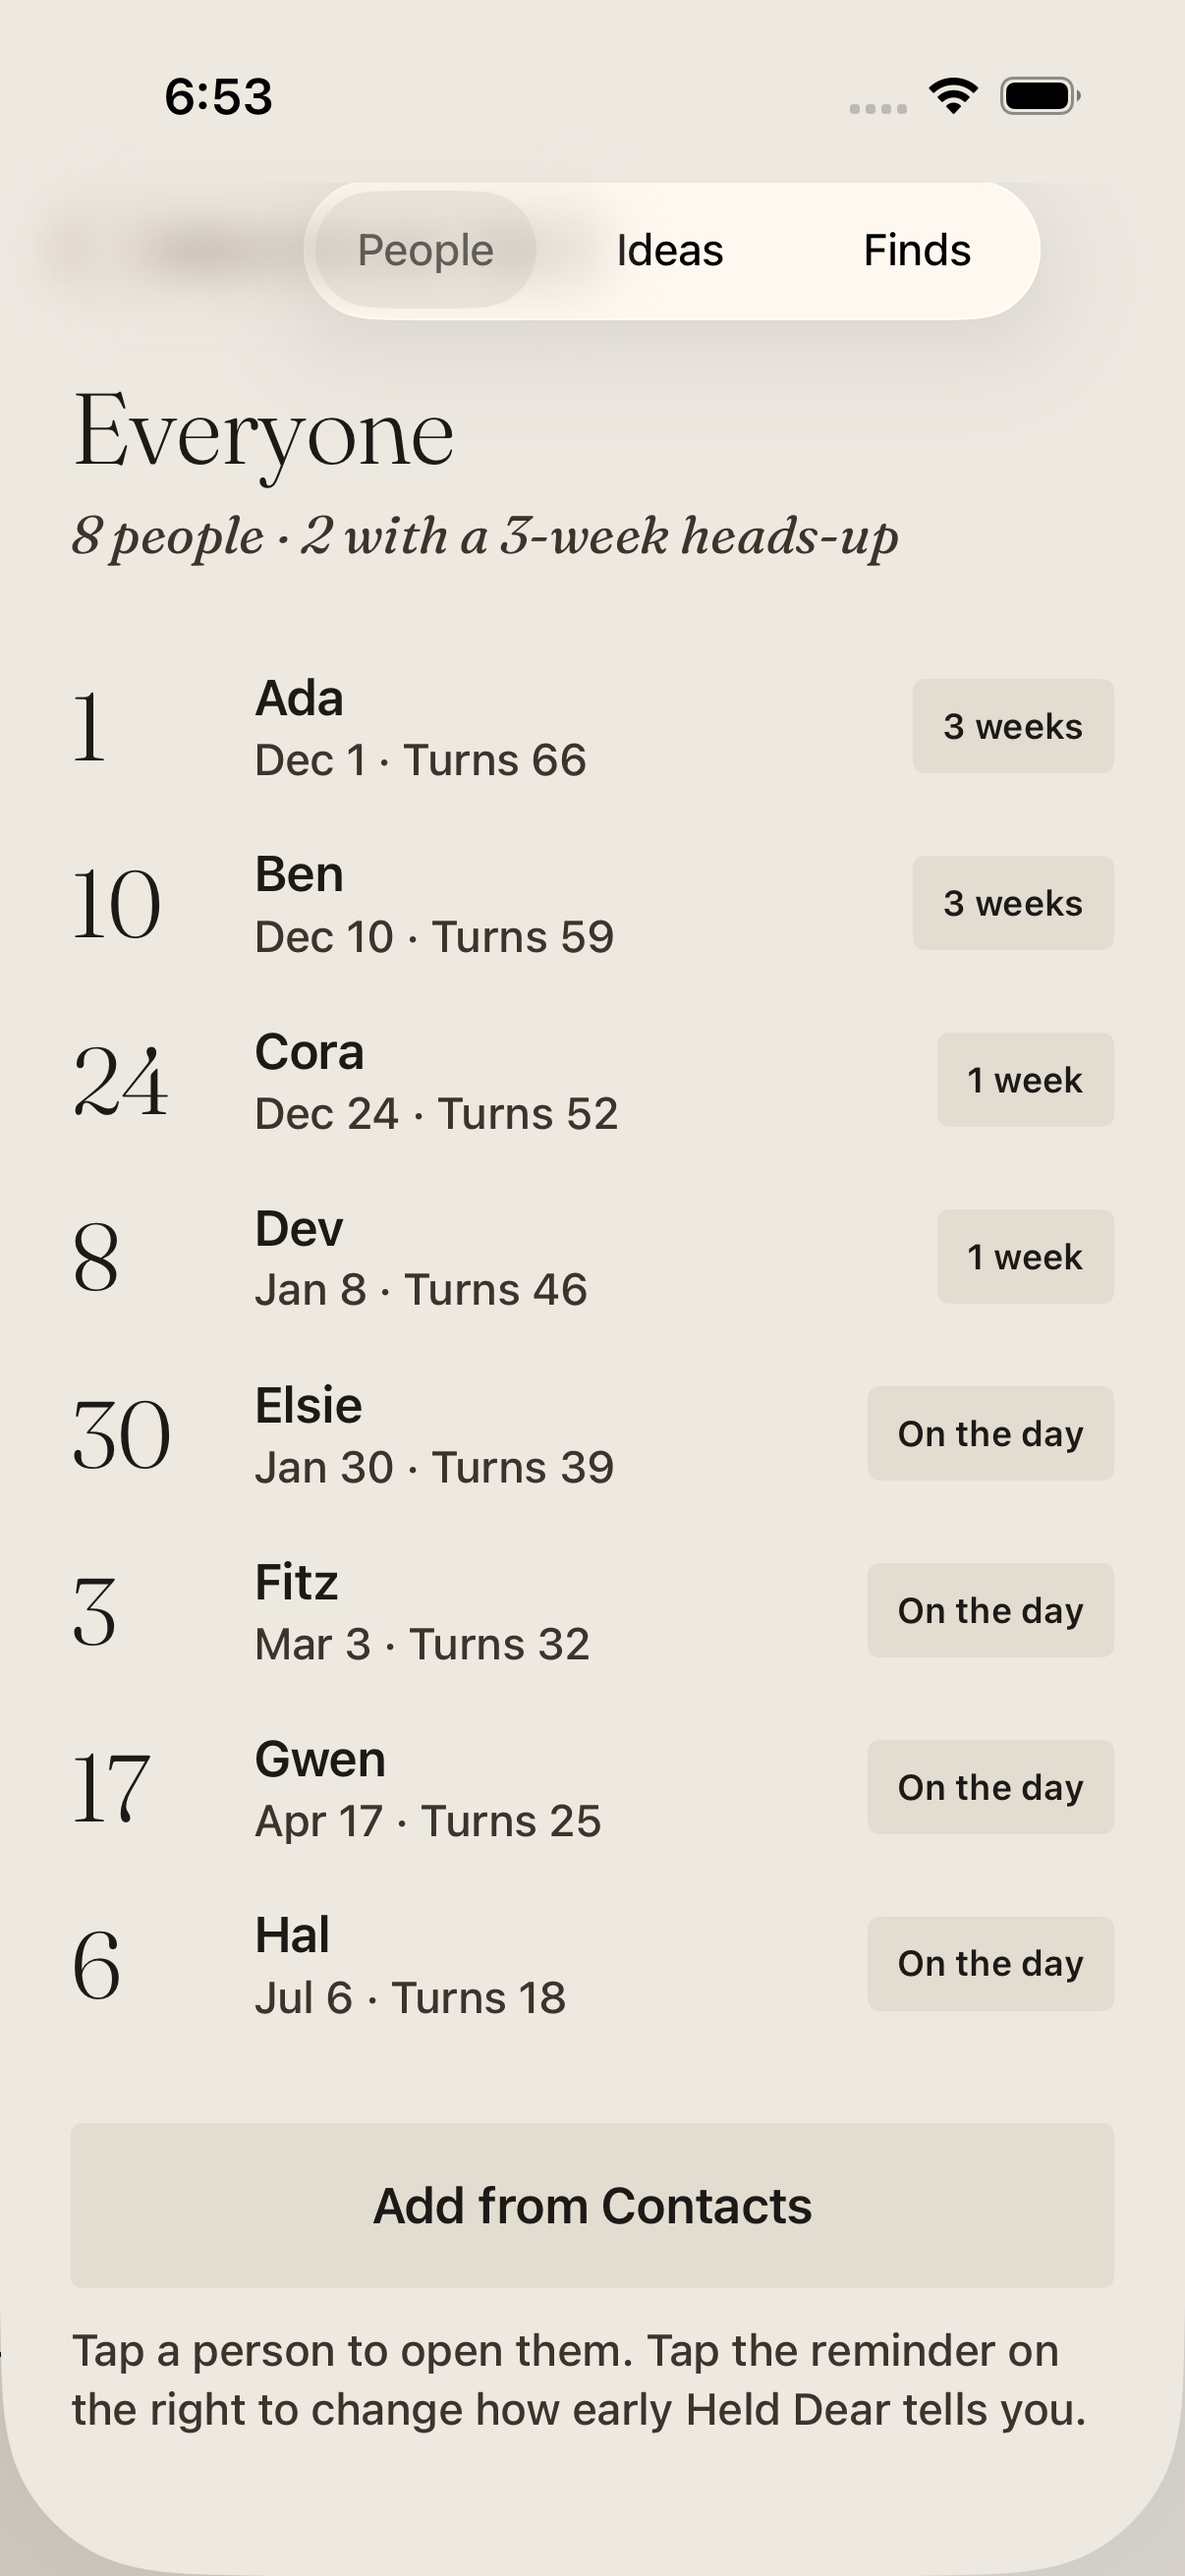 6:53
People Ideas Finds
Everyone
8 people · 2 with a 3-week heads-up
1
Ada
Dec 1 · Turns 66
3 weeks
10
Ben
Dec 10 · Turns 59
3 weeks
24
Cora
Dec 24 · Turns 52
1 week
8
Dev
Jan 8 · Turns 46
1 week
30
Elsie
Jan 30 · Turns 39
On the day
3
Fitz
Mar 3 · Turns 32
On the day
17
Gwen
Apr 17 · Turns 25
On the day
6
Hal
Jul 6 · Turns 18
On the day
Add from Contacts
Tap a person to open them. Tap the reminder on
the right to change how early Held Dear tells you.